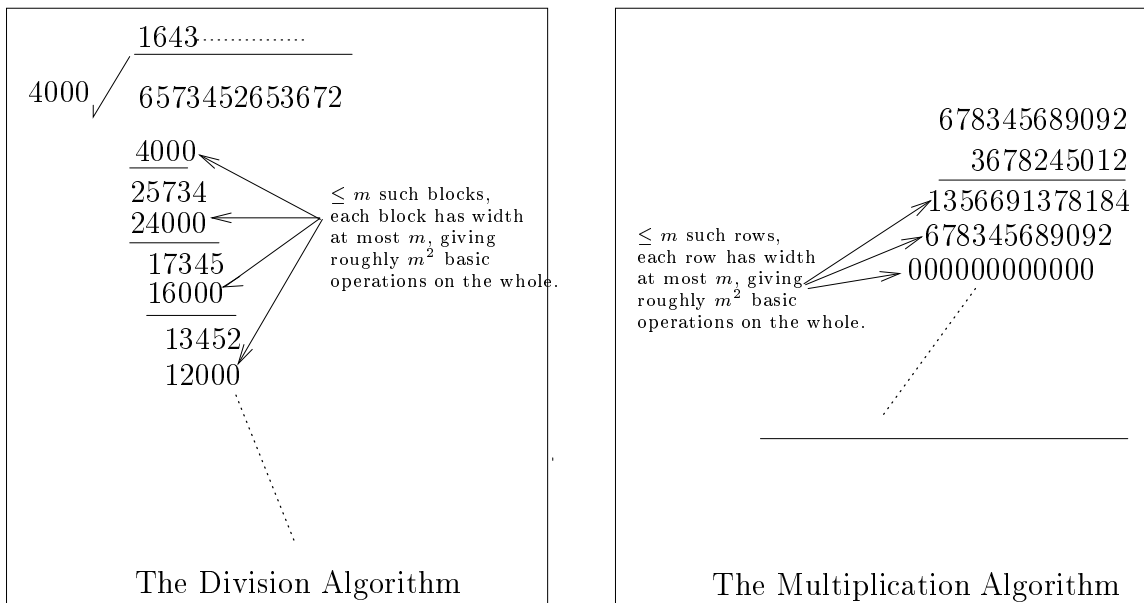 1643
4000
6573452653672
4000
25734
24000
17345
16000
13452
12000
≤ m such blocks,
each block has width
at most m, giving
roughly m² basic
operations on the whole.
The Division Algorithm
678345689092
3678245012
1356691378184
678345689092
000000000000
≤ m such rows,
each row has width
at most m, giving
roughly m² basic
operations on the whole.
The Multiplication Algorithm